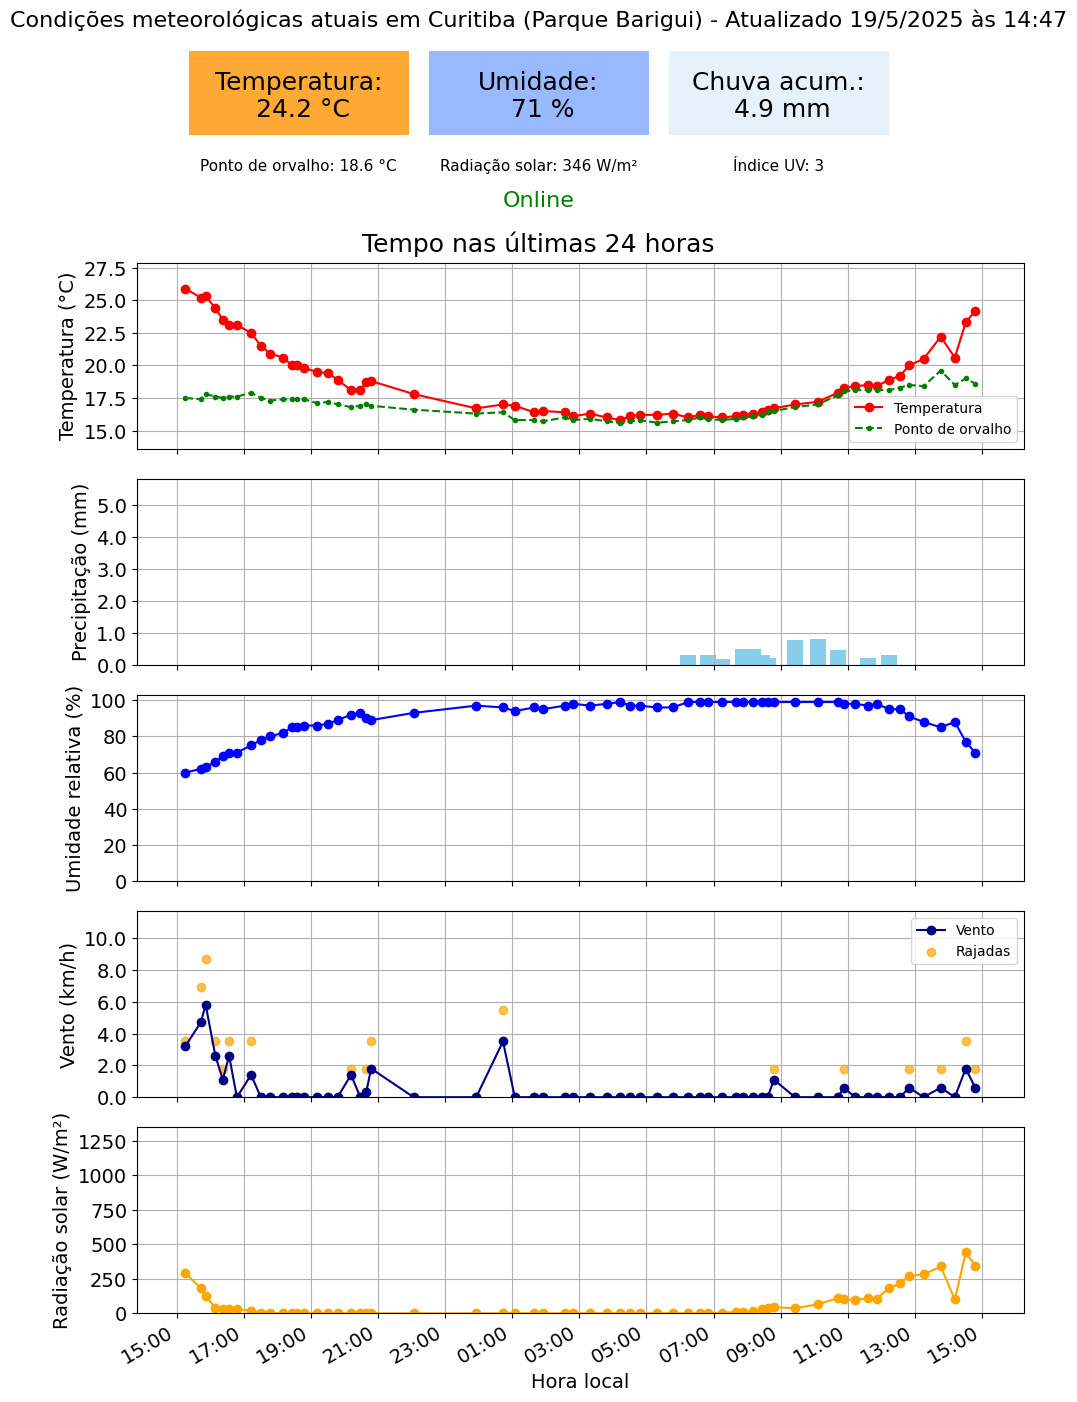 Condições meteorológicas atuais em Curitiba (Parque Barigui) - Atualizado 19/5/2025 às 14:47
Temperatura:
24.2 °C
Umidade:
71 %
Chuva acum.:
4.9 mm
Ponto de orvalho: 18.6 °C
Radiação solar: 346 W/m²
Índice UV: 3
Online
Tempo nas últimas 24 horas
Temperatura (°C)
27.5
25.0
22.5
20.0
17.5
15.0
Temperatura
Ponto de orvalho
Precipitação (mm)
5.0
4.0
3.0
2.0
1.0
0.0
Umidade relativa (%)
100
80
60
40
20
0
Vento (km/h)
10.0
8.0
6.0
4.0
2.0
0.0
Vento
Rajadas
Radiação solar (W/m²)
1250
1000
750
500
250
0
15:00
17:00
19:00
21:00
23:00
01:00
03:00
05:00
07:00
09:00
11:00
13:00
15:00
Hora local